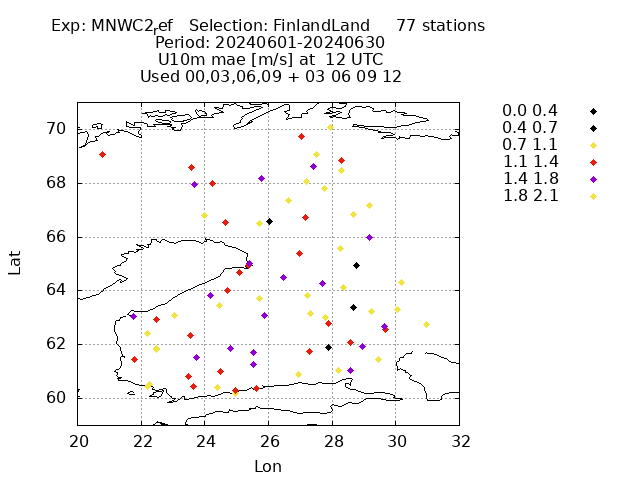 Exp: MNWC2ref   Selection: FinlandLand     77 stations
Period: 20240601-20240630
U10m mae [m/s] at  12 UTC
Used 00,03,06,09 + 03 06 09 12
0.0 0.4
0.4 0.7
0.7 1.1
1.1 1.4
1.4 1.8
1.8 2.1
70
68
66
64
62
60
Lat
20 22 24 26 28 30 32
Lon